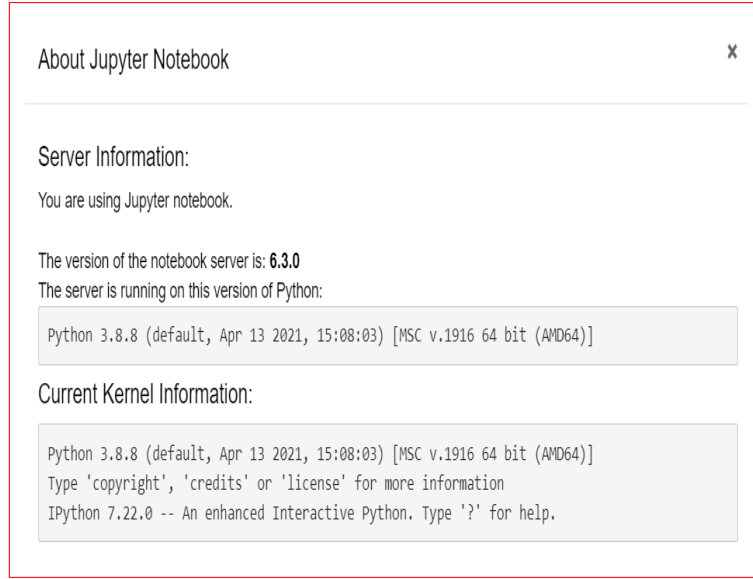 About Jupyter Notebook
×
Server Information:
You are using Jupyter notebook.
The version of the notebook server is: 6.3.0
The server is running on this version of Python:
Python 3.8.8 (default, Apr 13 2021, 15:08:03) [MSC v.1916 64 bit (AMD64)]
Current Kernel Information:
Python 3.8.8 (default, Apr 13 2021, 15:08:03) [MSC v.1916 64 bit (AMD64)]
Type 'copyright', 'credits' or 'license' for more information
IPython 7.22.0 -- An enhanced Interactive Python. Type '?' for help.